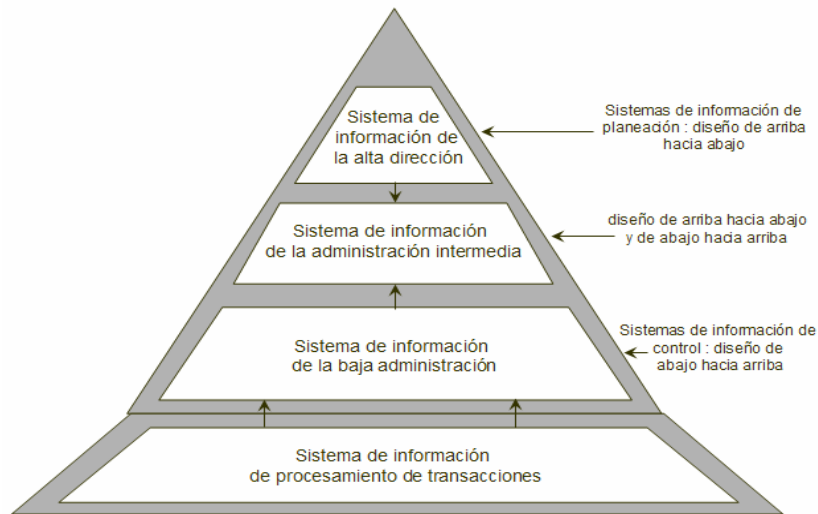 Sistema de
información de
la alta dirección
Sistemas de información de
planeación : diseño de arriba
hacia abajo
Sistema de información
de la administración intermedia
diseño de arriba hacia abajo
y de abajo hacia arriba
Sistema de información
de la baja administración
Sistemas de información de
control : diseño de
abajo hacia arriba
Sistema de información
de procesamiento de transacciones